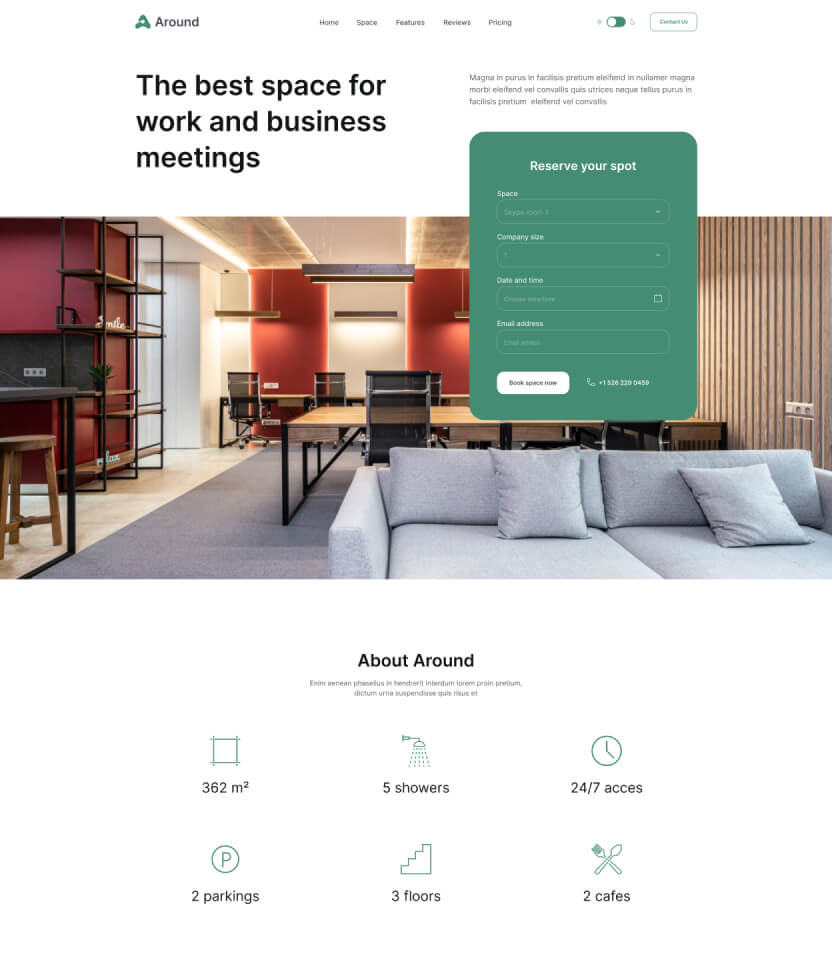 Around
Home
Space
Features
Reviews
Pricing
Contact Us
The best space for
work and business
meetings
Magna in purus in facilisis pretium eleifend in nullamer magna
morbi eleifend vel convallis quis utrices neque tellus purus in
facilisis pretium  eleifend vel convallis
Reserve your spot
Space
Skype room 1
Company size
1
Date and time
Choose date/time
Email address
Email adress
Book space now
+1 526 220 0459
smile
About Around
Enim aenean phasellus in hendrerit interdum lorem proin pretium,
dictum urna suspendisse quis risus et
362 m²
5 showers
24/7 acces
P
2 parkings
3 floors
2 cafes